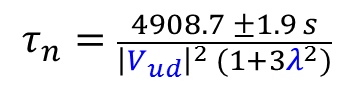 τn = 4908.7 ±1.9 s / |Vud|² (1+3λ²)